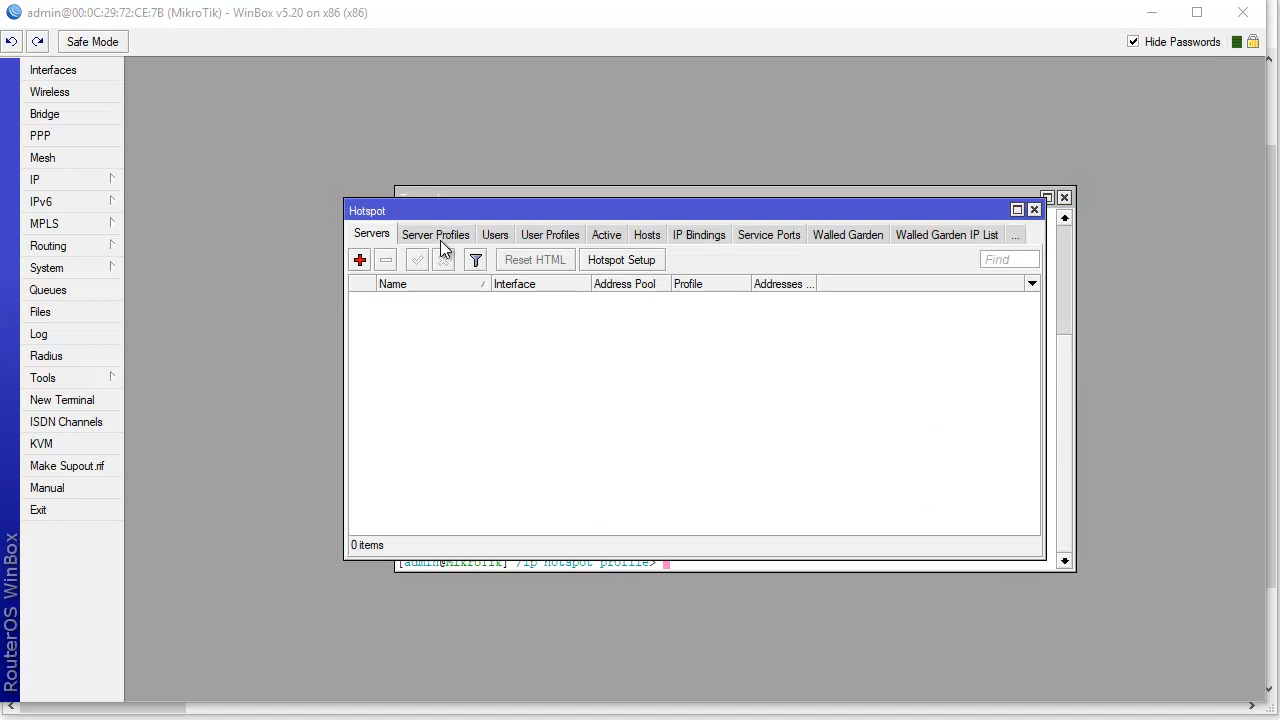 admin@00:0C:29:72:CE:7B (MikroTik) - WinBox v5.20 on x86 (x86)
Safe Mode
Hide Passwords
Interfaces
Wireless
Bridge
PPP
Mesh
IP
IPv6
MPLS
Routing
System
Queues
Files
Log
Radius
Tools
New Terminal
ISDN Channels
KVM
Make Supout.rif
Manual
Exit
RouterOS WinBox
Hotspot
Servers Server Profiles Users User Profiles Active Hosts IP Bindings Service Ports Walled Garden Walled Garden IP List ...
Reset HTML Hotspot Setup Find
Name Interface Address Pool Profile Addresses ...
0 items
[admin@MikroTik] /ip hotspot profile>